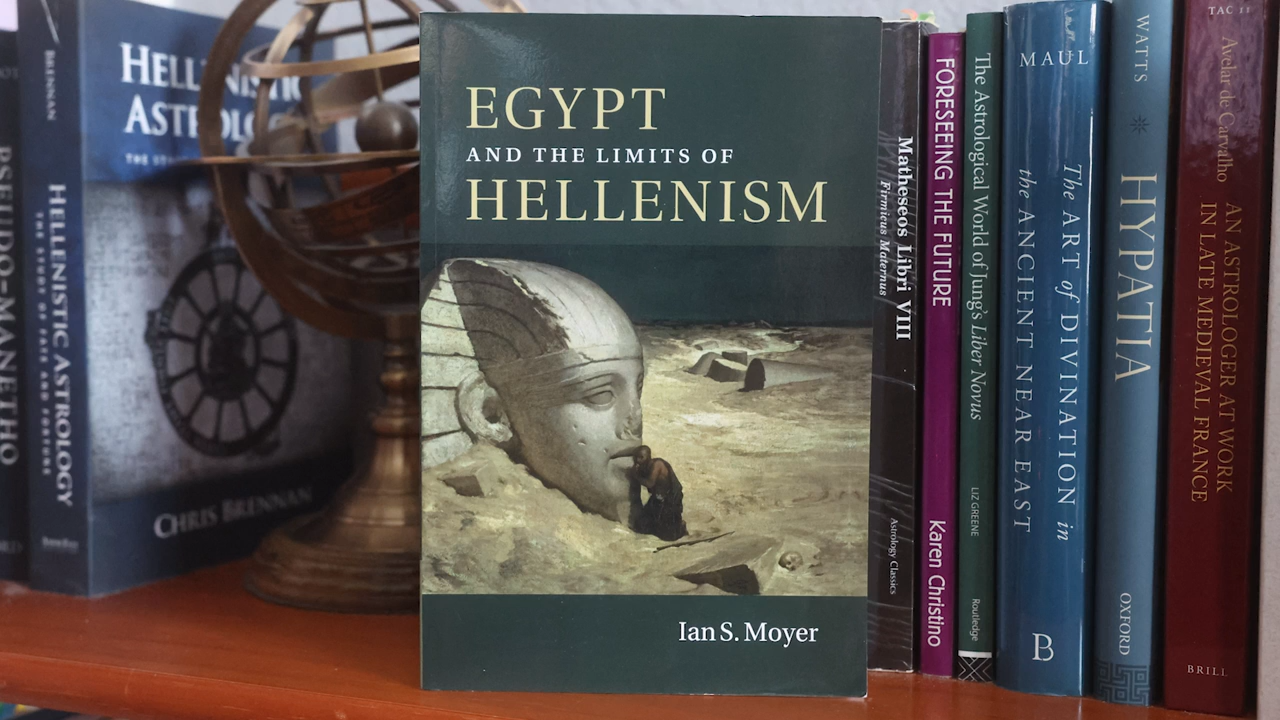 PSEUDO-MANETHO
BRENNAN
HELLENISTIC ASTROLOGY
THE STUDY OF FATE AND FORTUNE
HELLENISTIC
ASTROLOGY
CHRIS BRENNAN
EGYPT
AND THE LIMITS OF
HELLENISM
Ian S. Moyer
Matheseos Libri VIII
Firmicus Maternus
Astrology Classics
FORESEEING THE FUTURE
Karen Christino
The Astrological World of Jung's Liber Novus
LIZ GREENE
Routledge
MAUL
The ART of DIVINATION in
the ANCIENT NEAR EAST
B
WATTS
HYPATIA
OXFORD
TAC 11
Avelar de Carvalho
AN ASTROLOGER AT WORK
IN LATE MEDIEVAL FRANCE
BRILL